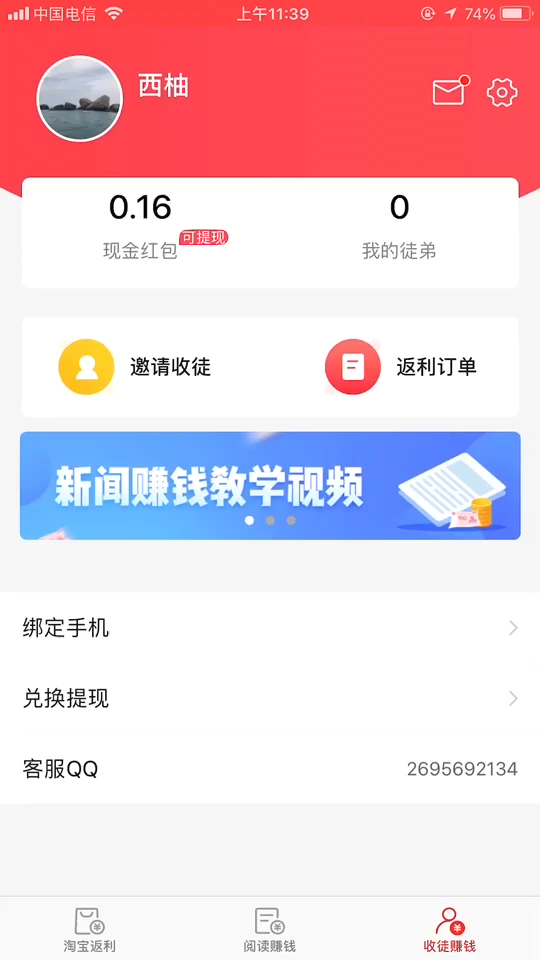 中国电信 上午11:39 74%
西柚
0.16 0
现金红包 可提现 我的徒弟
邀请收徒 返利订单
新闻赚钱教学视频
绑定手机
兑换提现
客服QQ 2695692134
淘宝返利 阅读赚钱 收徒赚钱